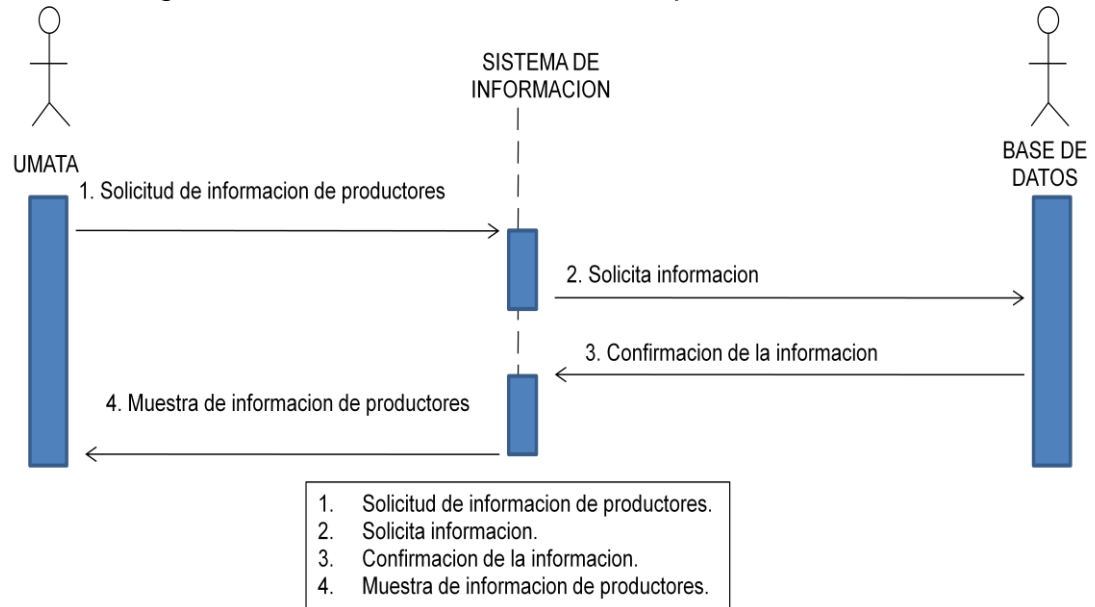 SISTEMA DE
INFORMACION
UMATA
BASE DE
DATOS
1. Solicitud de informacion de productores
2. Solicita informacion
3. Confirmacion de la informacion
4. Muestra de informacion de productores
1. Solicitud de informacion de productores.
2. Solicita informacion.
3. Confirmacion de la informacion.
4. Muestra de informacion de productores.